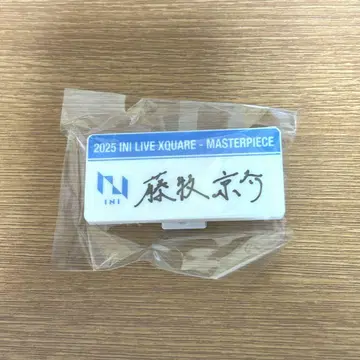 2025 INI LIVE XQUARE - MASTERPIECE
INI
藤牧 京介